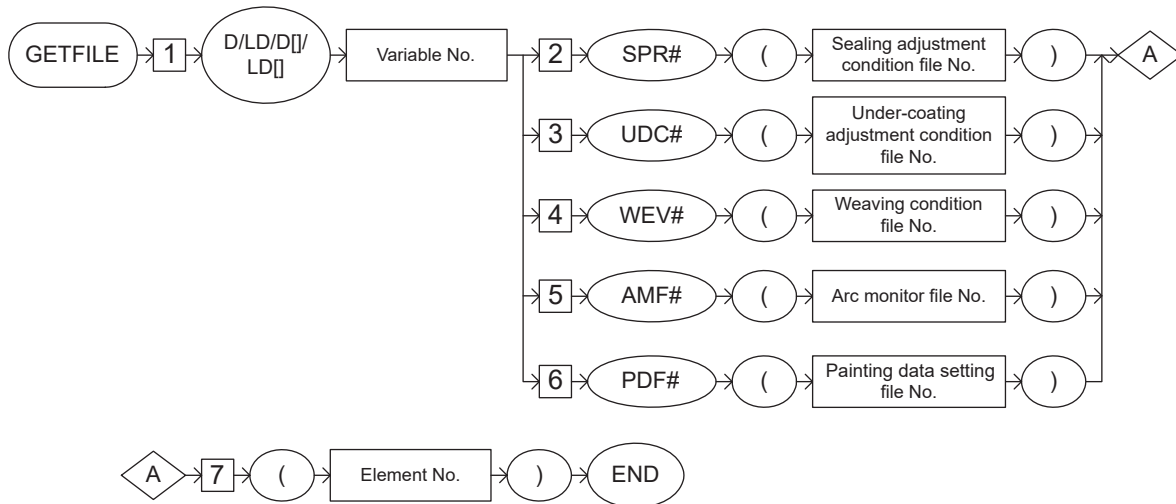 GETFILE 1 D/LD/D[]/
LD[] Variable No. 2 SPR# ( Sealing adjustment
condition file No. ) A
3 UDC# ( Under-coating
adjustment condition
file No. )
4 WEV# ( Weaving condition
file No. )
5 AMF# ( Arc monitor file No. )
6 PDF# ( Painting data setting
file No. )
A 7 ( Element No. ) END